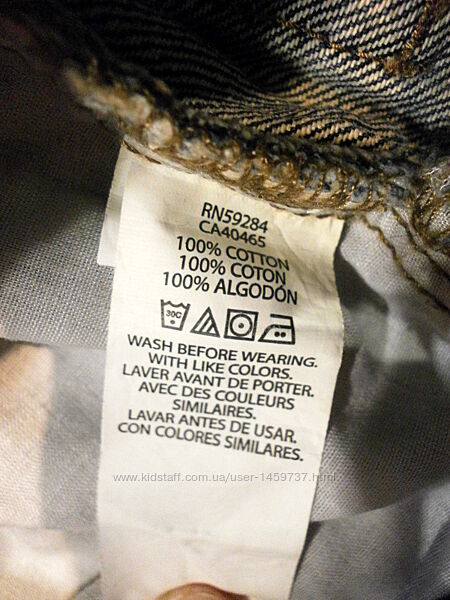 RN59284
CA40465
100% COTTON
100% COTON
100% ALGODÓN
30C
WASH BEFORE WEARING.
WITH LIKE COLORS.
LAVER AVANT DE PORTER.
AVEC DES COULEURS
SIMILAIRES.
LAVAR ANTES DE USAR.
CON COLORES SIMILARES.
www.kidstaff.com.ua/user-1459737.html